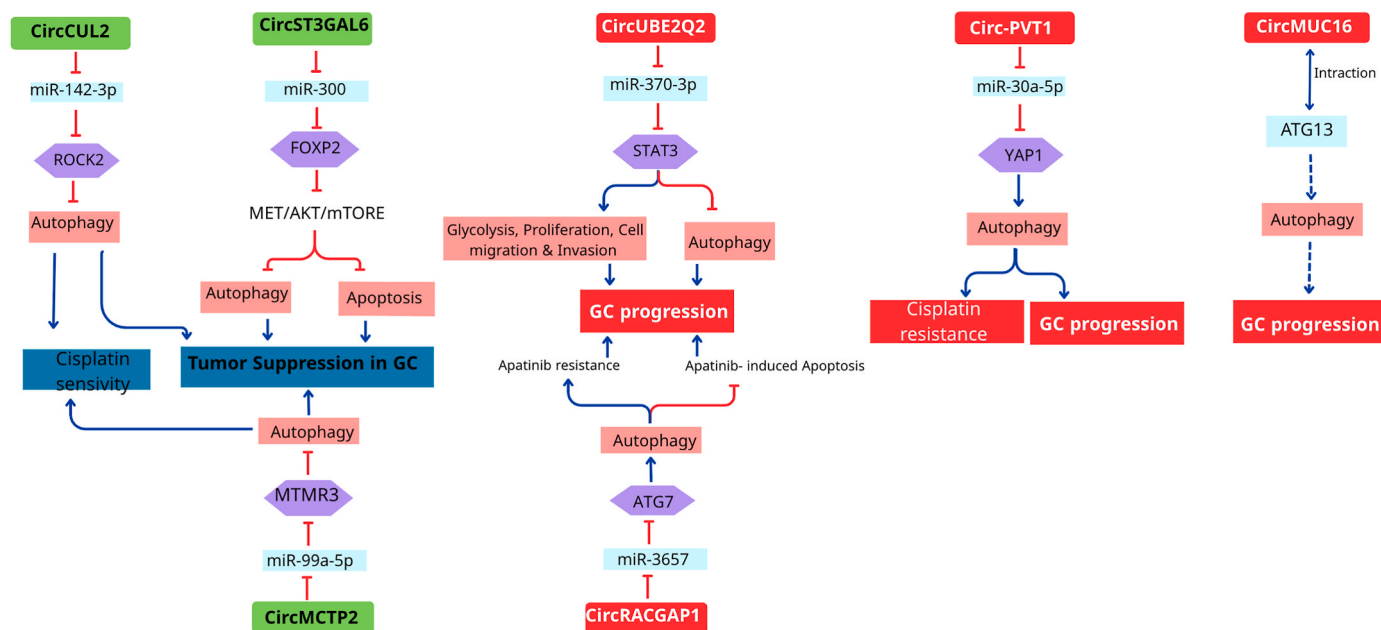 CircCUL2
miR-142-3p
ROCK2
Autophagy
Cisplatin
sensivity
CircST3GAL6
miR-300
FOXP2
MET/AKT/mTORE
Autophagy
Apoptosis
Tumor Suppression in GC
Autophagy
MTMR3
miR-99a-5p
CircMCTP2
CircUBE2Q2
miR-370-3p
STAT3
Glycolysis, Proliferation, Cell
migration & Invasion
Autophagy
GC progression
Apatinib resistance
Apatinib- induced Apoptosis
Autophagy
ATG7
miR-3657
CircRACGAP1
Circ-PVT1
miR-30a-5p
YAP1
Autophagy
Cisplatin
resistance
GC progression
CircMUC16
Intraction
ATG13
Autophagy
GC progression